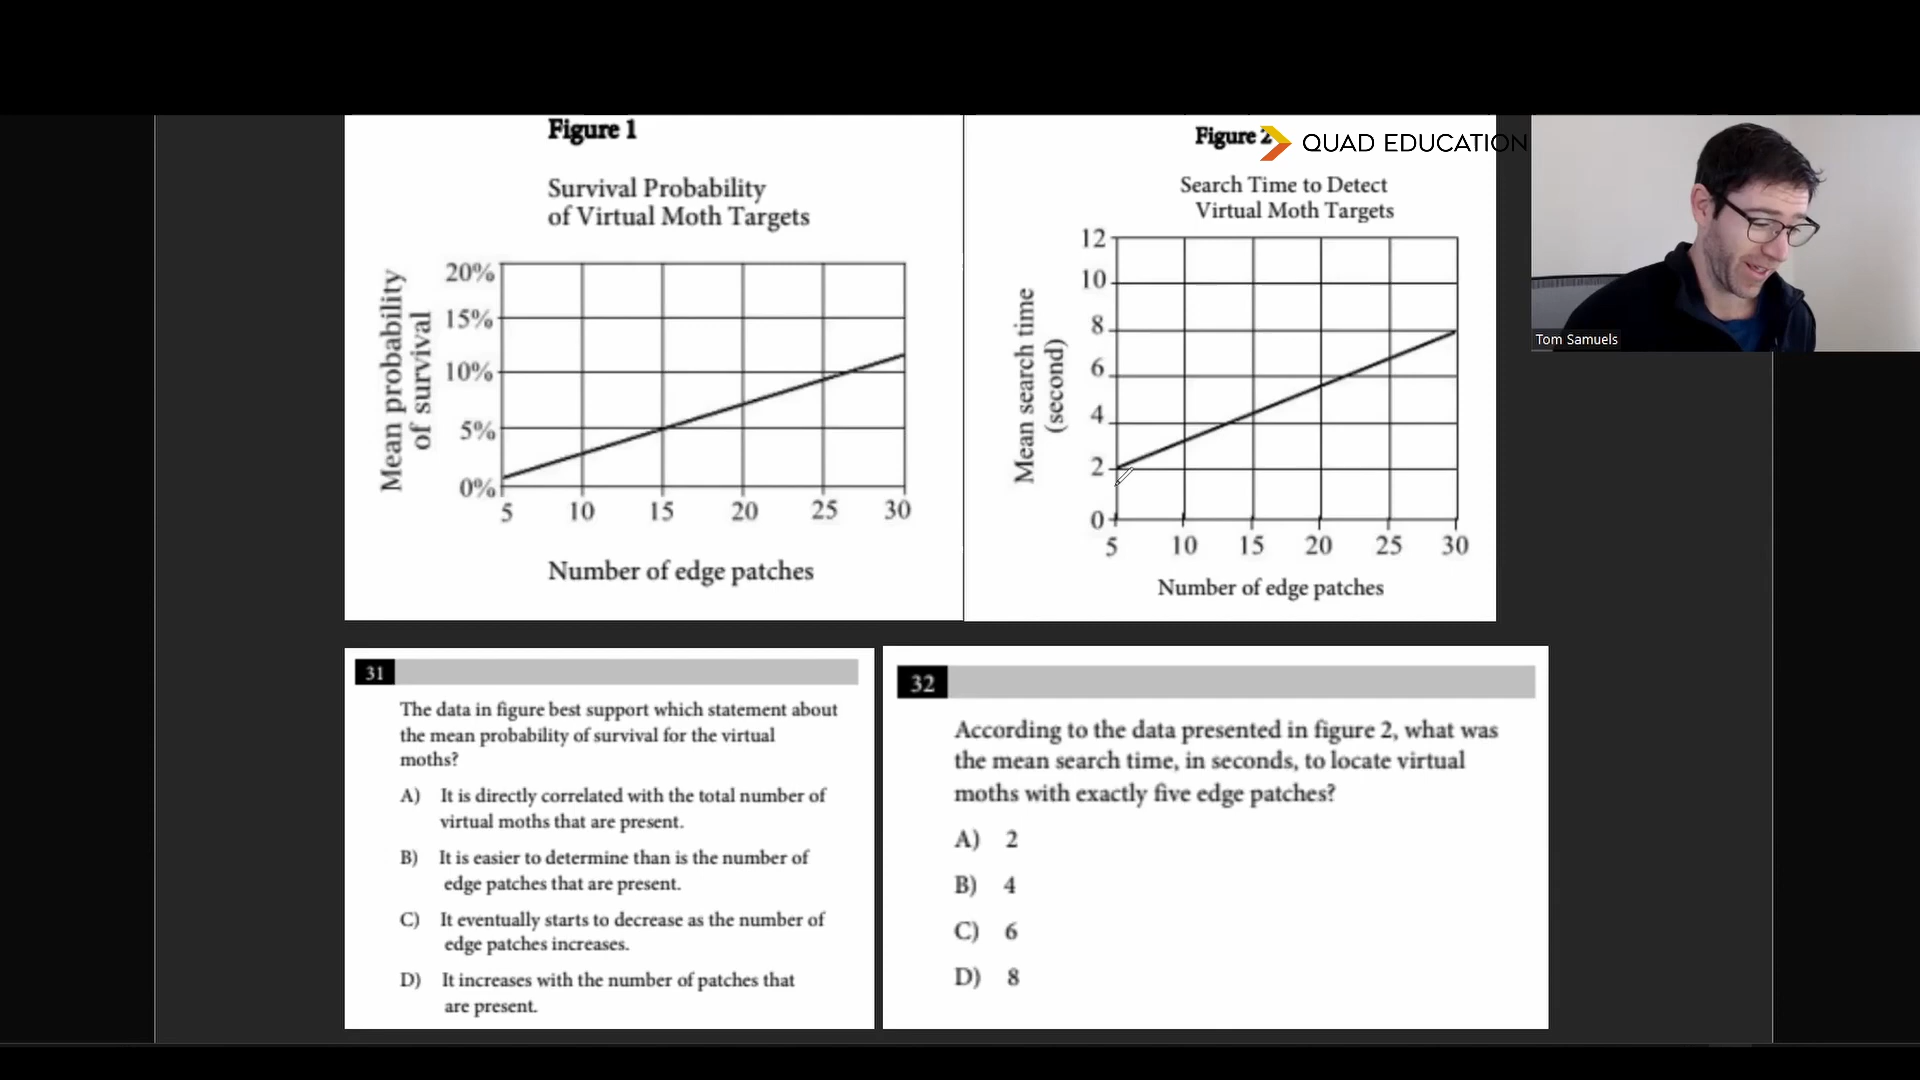 Figure 1
Survival Probability
of Virtual Moth Targets
Mean probability
of survival
20%
15%
10%
5%
0%
5 10 15 20 25 30
Number of edge patches
Figure 2
QUAD EDUCATION
Search Time to Detect
Virtual Moth Targets
Mean search time
(second)
12
10
8
6
4
2
0
5 10 15 20 25 30
Number of edge patches
Tom Samuels
31
The data in figure best support which statement about
the mean probability of survival for the virtual
moths?
A) It is directly correlated with the total number of
virtual moths that are present.
B) It is easier to determine than is the number of
edge patches that are present.
C) It eventually starts to decrease as the number of
edge patches increases.
D) It increases with the number of patches that
are present.
32
According to the data presented in figure 2, what was
the mean search time, in seconds, to locate virtual
moths with exactly five edge patches?
A) 2
B) 4
C) 6
D) 8